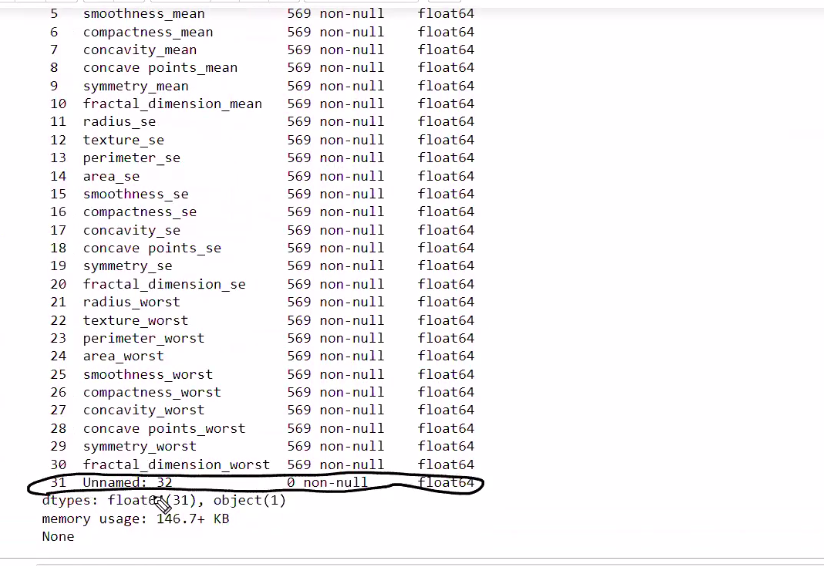 5 smoothness_mean 569 non-null float64
6 compactness_mean 569 non-null float64
7 concavity_mean 569 non-null float64
8 concave points_mean 569 non-null float64
9 symmetry_mean 569 non-null float64
10 fractal_dimension_mean 569 non-null float64
11 radius_se 569 non-null float64
12 texture_se 569 non-null float64
13 perimeter_se 569 non-null float64
14 area_se 569 non-null float64
15 smoothness_se 569 non-null float64
16 compactness_se 569 non-null float64
17 concavity_se 569 non-null float64
18 concave points_se 569 non-null float64
19 symmetry_se 569 non-null float64
20 fractal_dimension_se 569 non-null float64
21 radius_worst 569 non-null float64
22 texture_worst 569 non-null float64
23 perimeter_worst 569 non-null float64
24 area_worst 569 non-null float64
25 smoothness_worst 569 non-null float64
26 compactness_worst 569 non-null float64
27 concavity_worst 569 non-null float64
28 concave points_worst 569 non-null float64
29 symmetry_worst 569 non-null float64
30 fractal_dimension_worst 569 non-null float64
31 Unnamed: 32 0 non-null float64
dtypes: float64(31), object(1)
memory usage: 146.7+ KB
None